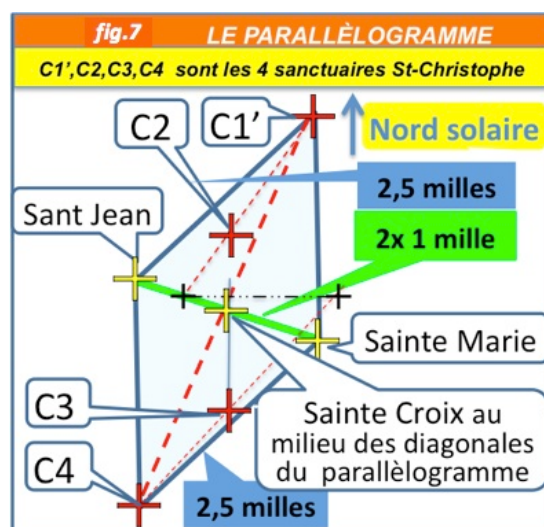 fig.7 LE PARALLÈLOGRAMME
C1',C2,C3,C4 sont les 4 sanctuaires St-Christophe
C1'
C2
Nord solaire
2,5 milles
Sant Jean
2x 1 mille
Sainte Marie
C3
Sainte Croix au
milieu des diagonales
du parallèlogramme
C4
2,5 milles